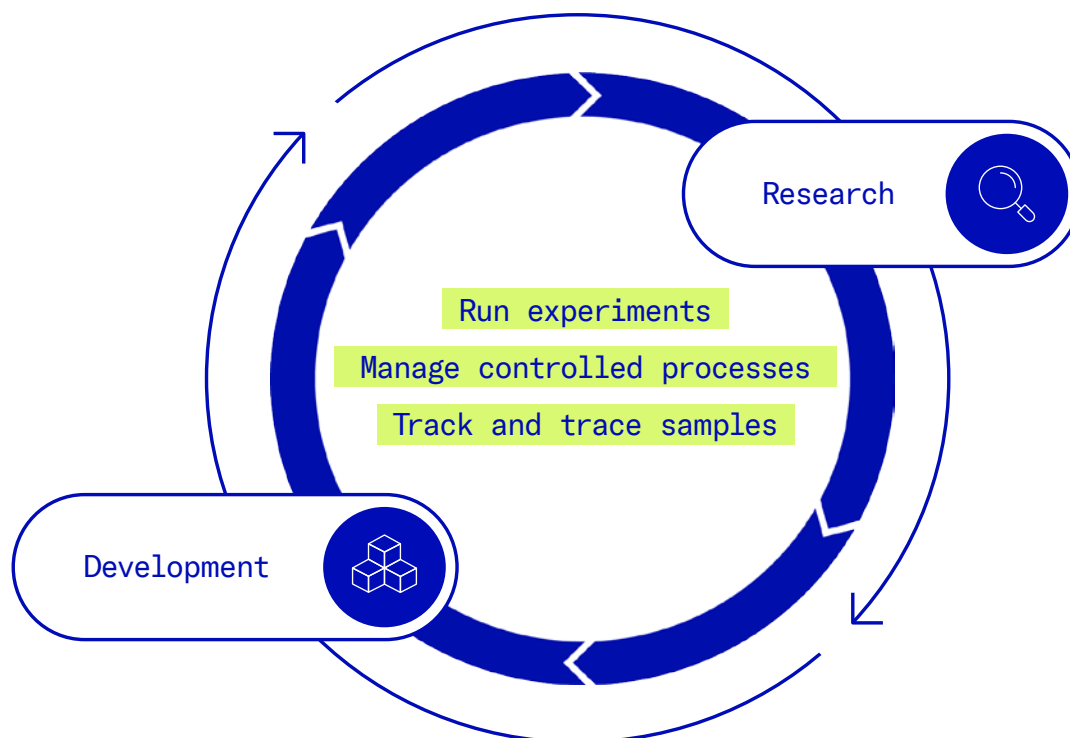 Research
Run experiments
Manage controlled processes
Track and trace samples
Development